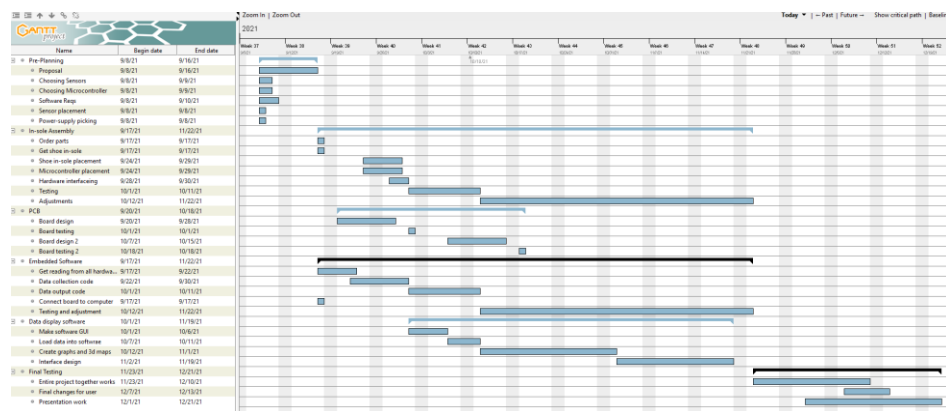 Zoom In | Zoom Out
Today ▾ | ← Past | Future → Show critical path | Baselin
GANTT
project
2021
Name Begin date End date
Week 37 Week 38 Week 39 Week 40 Week 41 Week 42 Week 43 Week 44 Week 45 Week 46 Week 47 Week 48 Week 49 Week 50 Week 51 Week 52
Pre-Planning 9/8/21 9/16/21
Proposal 9/8/21 9/16/21
Choosing Sensors 9/8/21 9/9/21
Choosing Microcontroller 9/8/21 9/9/21
Software Reqs 9/8/21 9/10/21
Sensor placement 9/8/21 9/8/21
Power-supply picking 9/8/21 9/8/21
In-sole Assembly 9/17/21 11/22/21
Order parts 9/17/21 9/17/21
Get shoe in-sole 9/17/21 9/17/21
Shoe in-sole placement 9/24/21 9/29/21
Microcontroller placement 9/24/21 9/29/21
Hardware interfaceing 9/28/21 9/30/21
Testing 10/1/21 10/11/21
Adjustments 10/12/21 11/22/21
PCB 9/20/21 10/18/21
Board design 9/20/21 9/28/21
Board testing 10/1/21 10/1/21
Board design 2 10/7/21 10/15/21
Board testing 2 10/18/21 10/18/21
Embedded Software 9/17/21 11/22/21
Get reading from all hardwa... 9/17/21 9/22/21
Data collection code 9/22/21 9/30/21
Data output code 10/1/21 10/11/21
Connect board to computer 9/17/21 9/17/21
Testing and adjustment 10/12/21 11/22/21
Data display software 10/1/21 11/19/21
Make software GUI 10/1/21 10/6/21
Load data into softwrae 10/7/21 10/11/21
Create graphs and 3d maps 10/12/21 11/1/21
Interface design 11/2/21 11/19/21
Final Testing 11/23/21 12/21/21
Entire project together works 11/23/21 12/10/21
Final changes for user 12/7/21 12/13/21
Presentation work 12/1/21 12/21/21